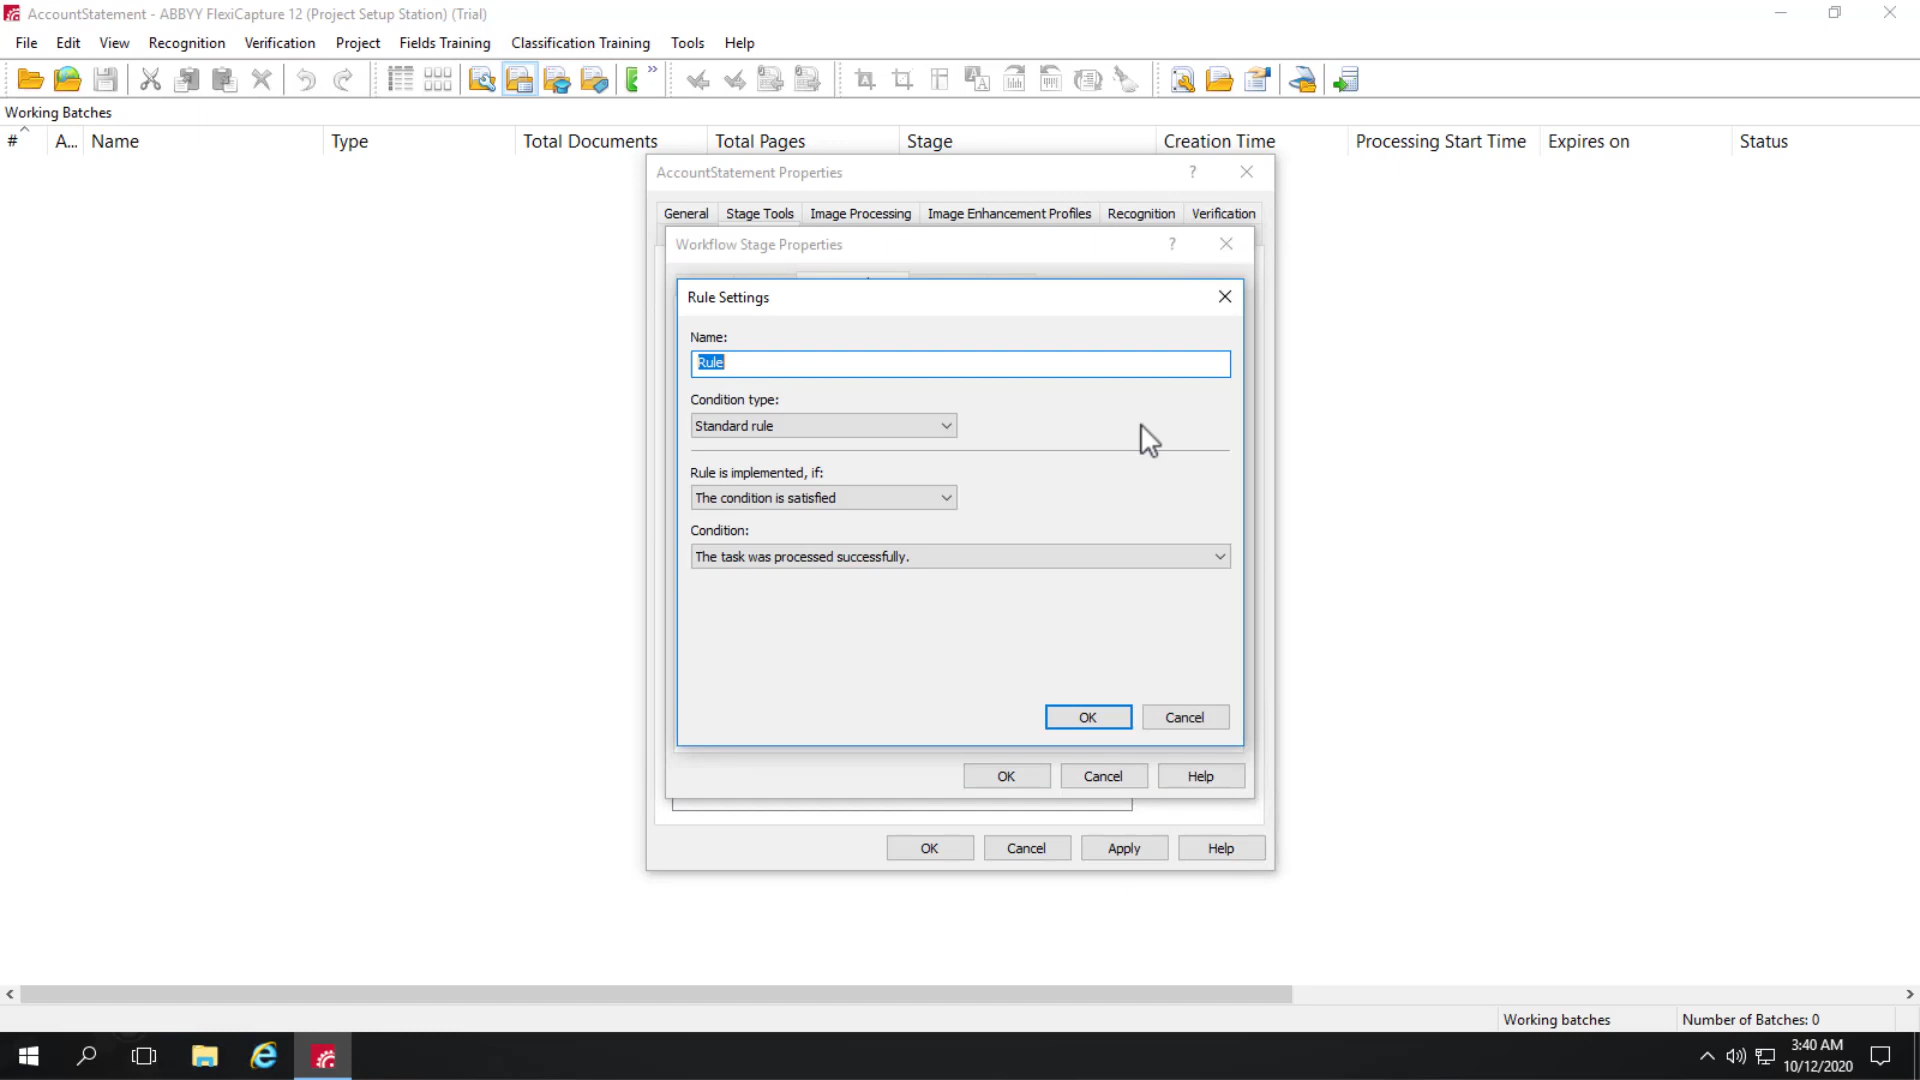 AccountStatement - ABBYY FlexiCapture 12 (Project Setup Station) (Trial)
File Edit View Recognition Verification Project Fields Training Classification Training Tools Help
Working Batches
# A... Name Type Total Documents Total Pages Stage Creation Time Processing Start Time Expires on Status
AccountStatement Properties ?
General Stage Tools Image Processing Image Enhancement Profiles Recognition Verification
Workflow Stage Properties ?
Rule Settings
Name:
Rule
Condition type:
Standard rule
Rule is implemented, if:
The condition is satisfied
Condition:
The task was processed successfully.
OK Cancel
OK Cancel Help
OK Cancel Apply Help
Working batches Number of Batches: 0
3:40 AM
10/12/2020